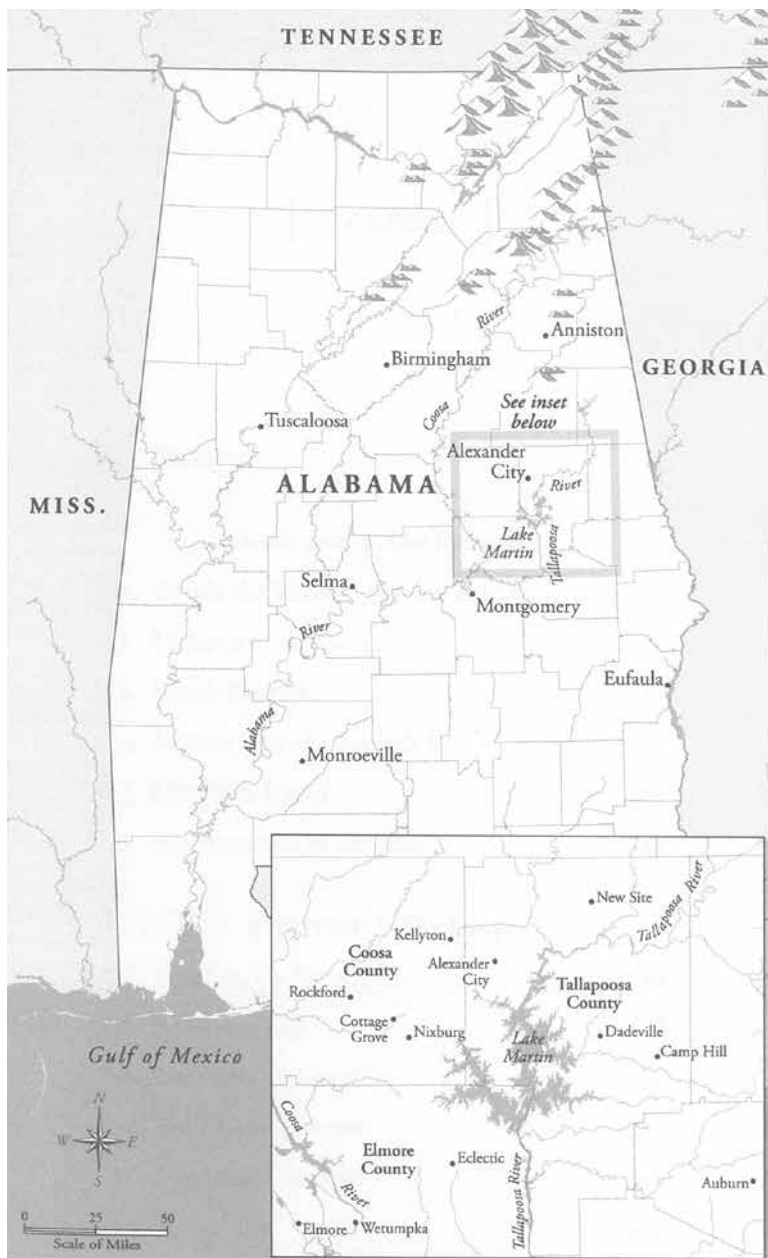 TENNESSEE
River
Anniston
Birmingham
GEORGIA
Coosa
See inset
below
Tuscaloosa
Alexander
City
ALABAMA
River
MISS.
Lake
Martin
Tallapoosa
Selma
Montgomery
River
Eufaula
Alabama
Monroeville
New Site
Tallapoosa River
Kellyton
Coosa
County
Alexander
City
Tallapoosa
County
Rockford
Cottage
Grove
Nixburg
Lake
Martin
Dadeville
Camp Hill
Gulf of Mexico
N
W
E
S
Coosa
River
Elmore
County
Eclectic
Tallapoosa River
Auburn
Elmore
Wetumpka
0 25 50
Scale of Miles